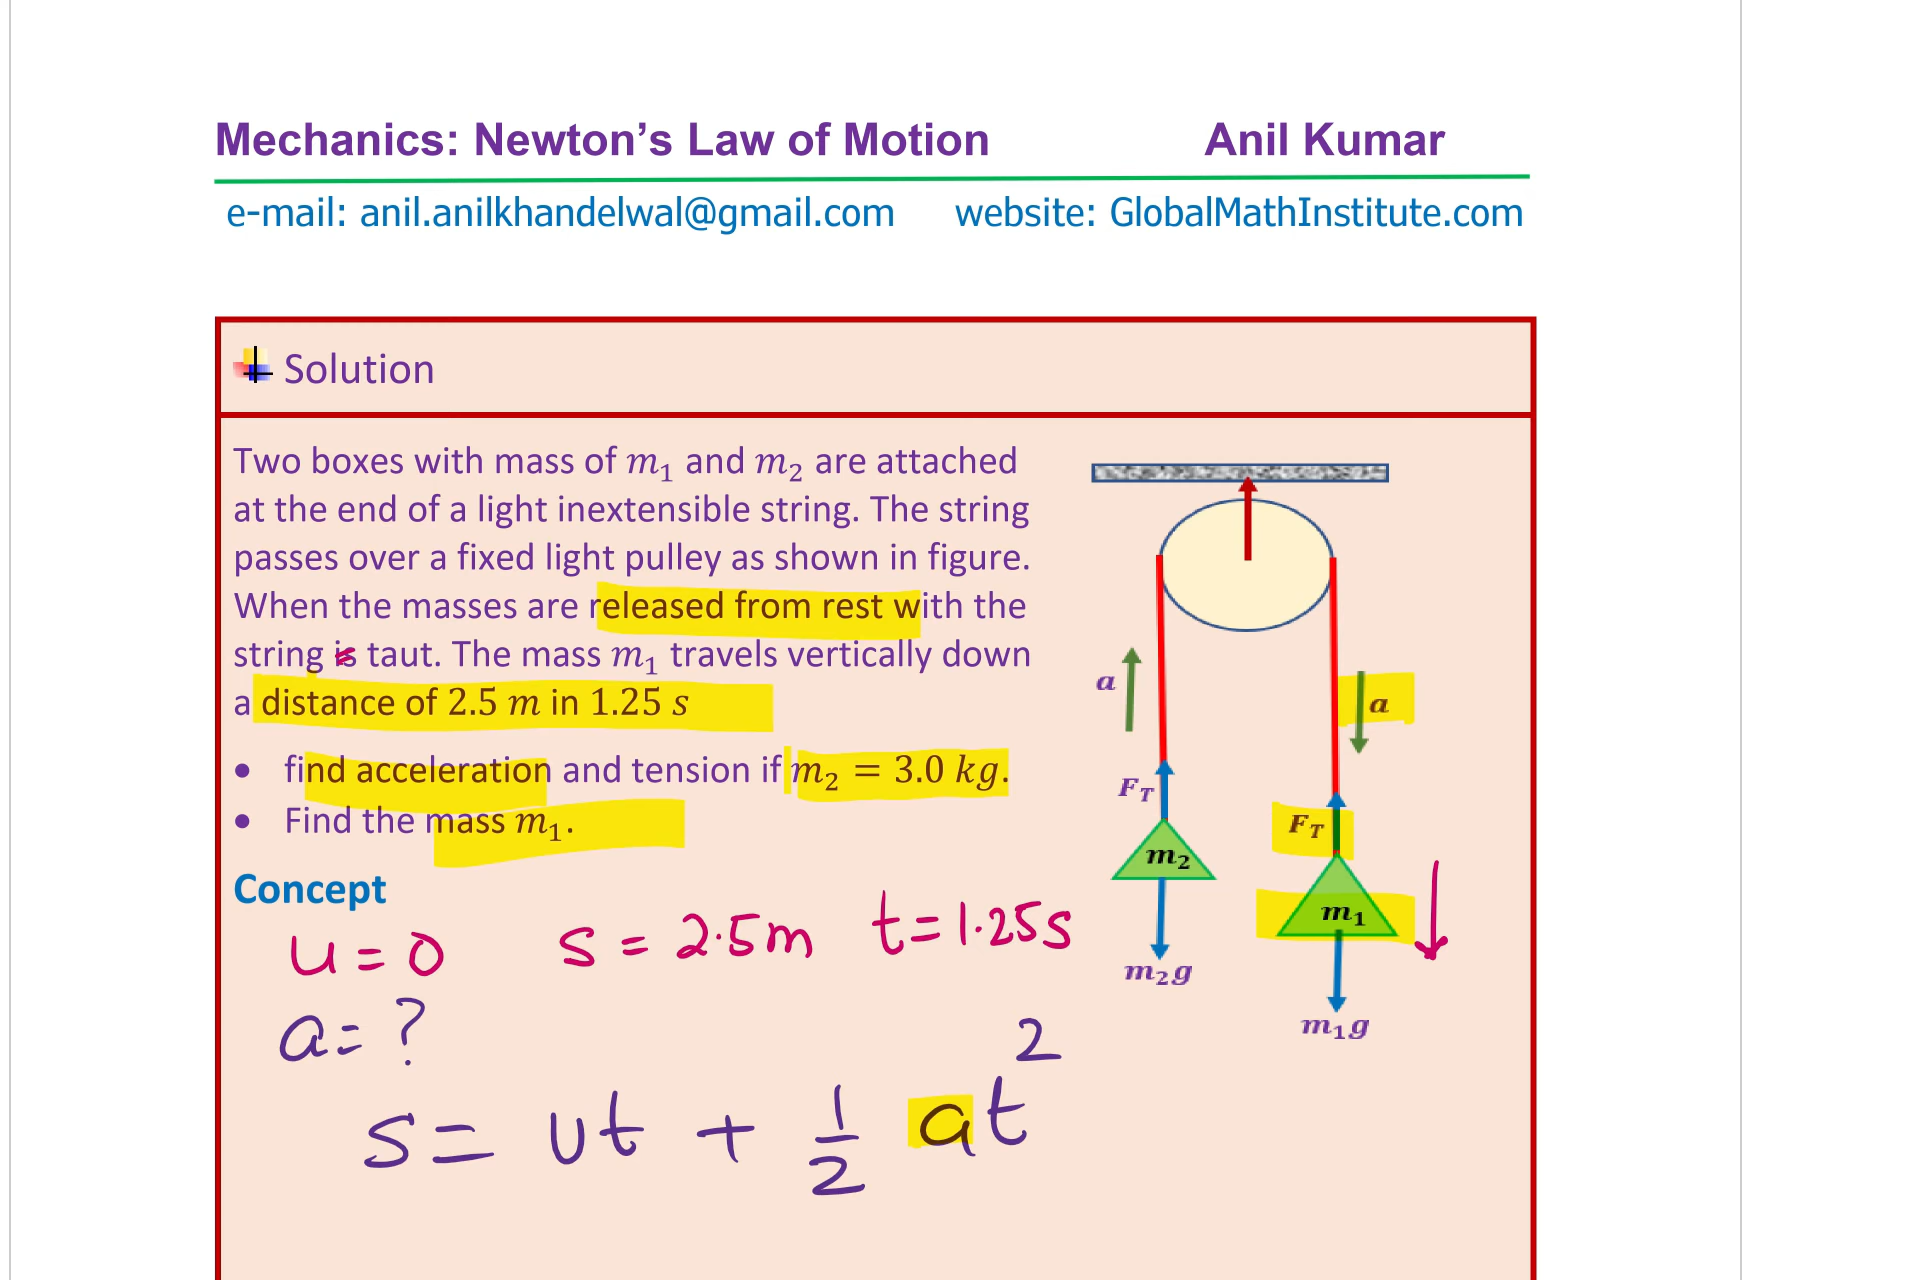 Mechanics: Newton's Law of Motion Anil Kumar
e-mail: anil.anilkhandelwal@gmail.com website: GlobalMathInstitute.com
Solution
Two boxes with mass of m₁ and m₂ are attached
at the end of a light inextensible string. The string
passes over a fixed light pulley as shown in figure.
When the masses are released from rest with the
string is taut. The mass m₁ travels vertically down
a distance of 2.5 m in 1.25 s
• find acceleration and tension if m₂ = 3.0 kg.
• Find the mass m₁.
Concept
u = 0 s = 2.5m t = 1.25s
a = ?
s = ut + 1/2 at²
a
a
F_T
F_T
m₂
m₁
m₂g
m₁g